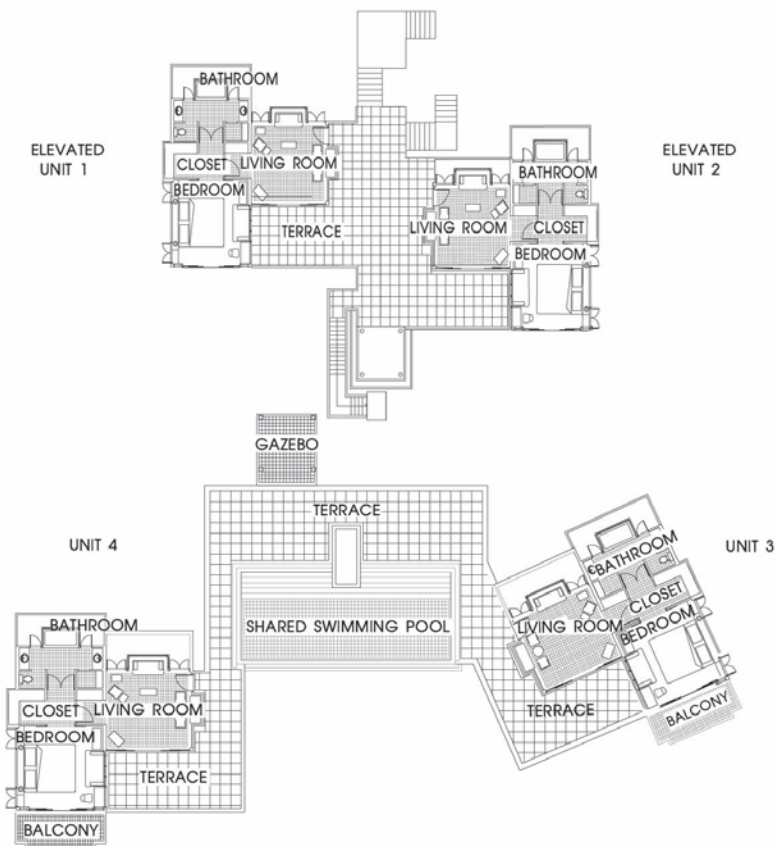 BATHROOM
ELEVATED
UNIT 1
CLOSET
LIVING ROOM
BEDROOM
TERRACE
ELEVATED
UNIT 2
BATHROOM
LIVING ROOM
CLOSET
BEDROOM
GAZEBO
TERRACE
UNIT 4
UNIT 3
BATHROOM
CLOSET
LIVING ROOM
BEDROOM
TERRACE
BALCONY
SHARED SWIMMING POOL
BATHROOM
CLOSET
LIVING ROOM
BEDROOM
TERRACE
BALCONY